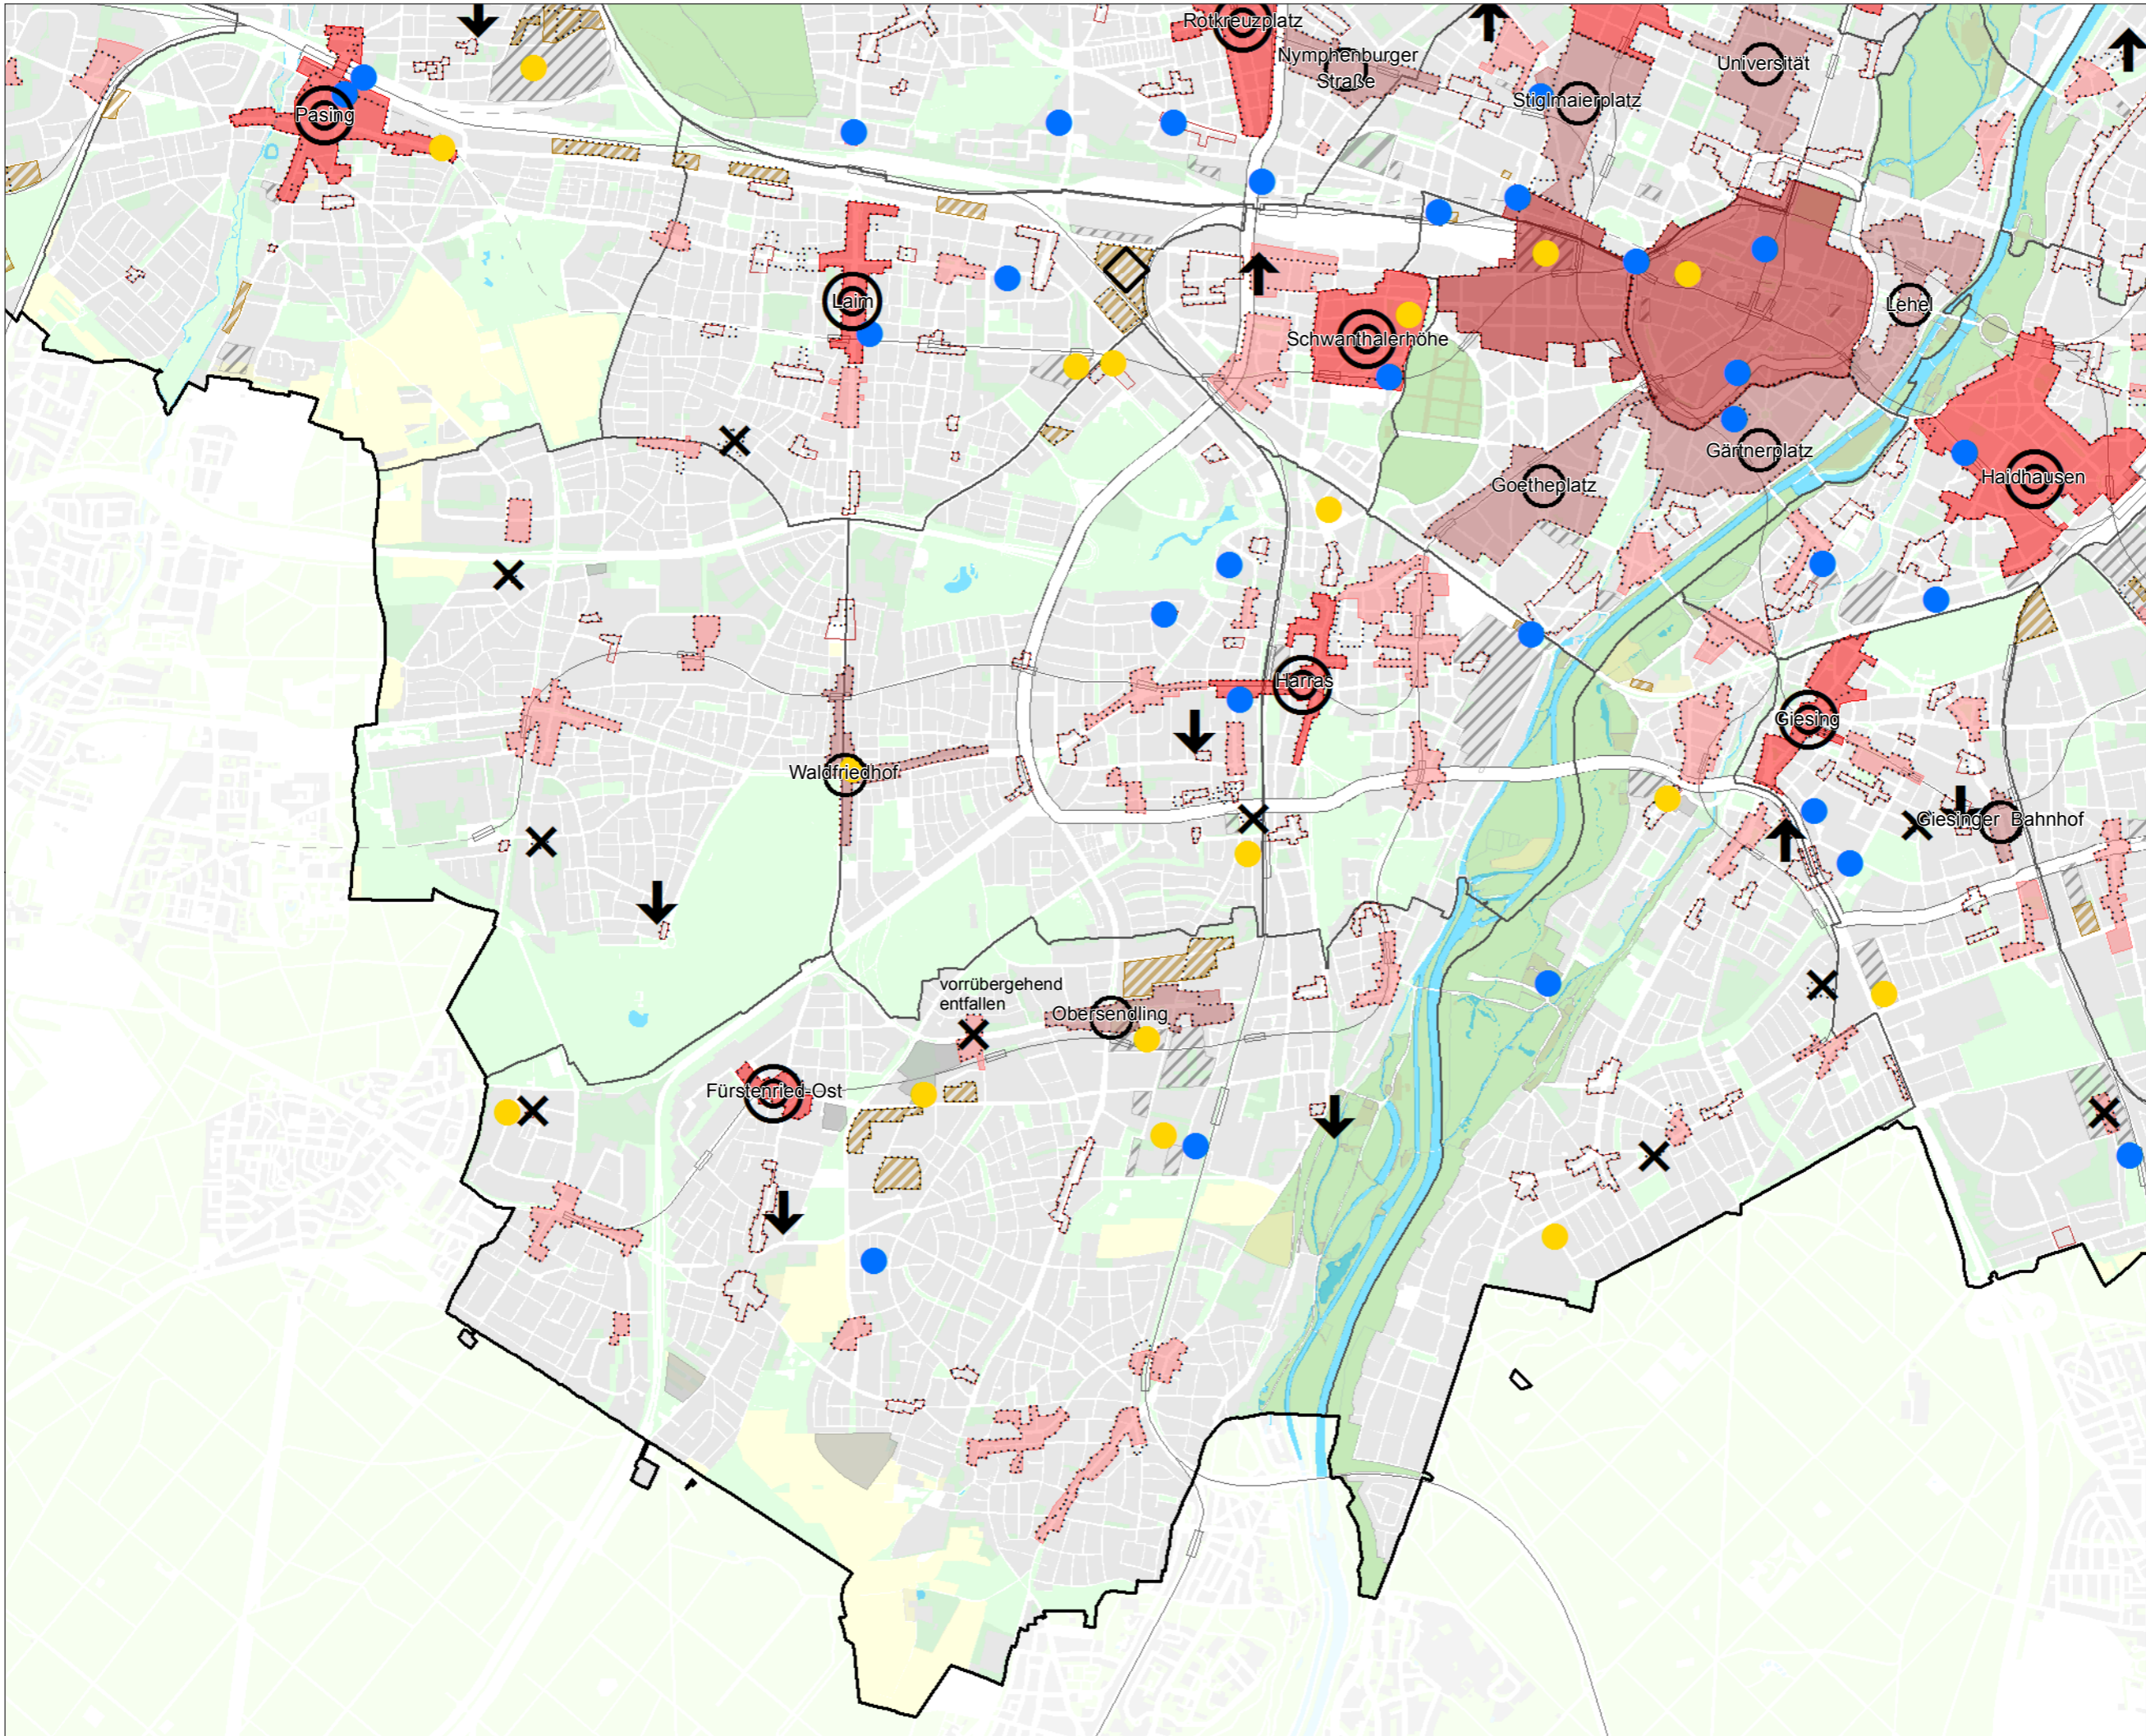 Rotkreuzplatz
Nymphenburger
Straße
Universität
Stiglmaierplatz
Pasing
Laim
Lehel
Schwanthalerhöhe
Gärtnerplatz
Haidhausen
Goetheplatz
Harras
Giesing
Waldfriedhof
Giesinger Bahnhof
vorrübergehend
entfallen
Obersendling
Fürstenried-Ost